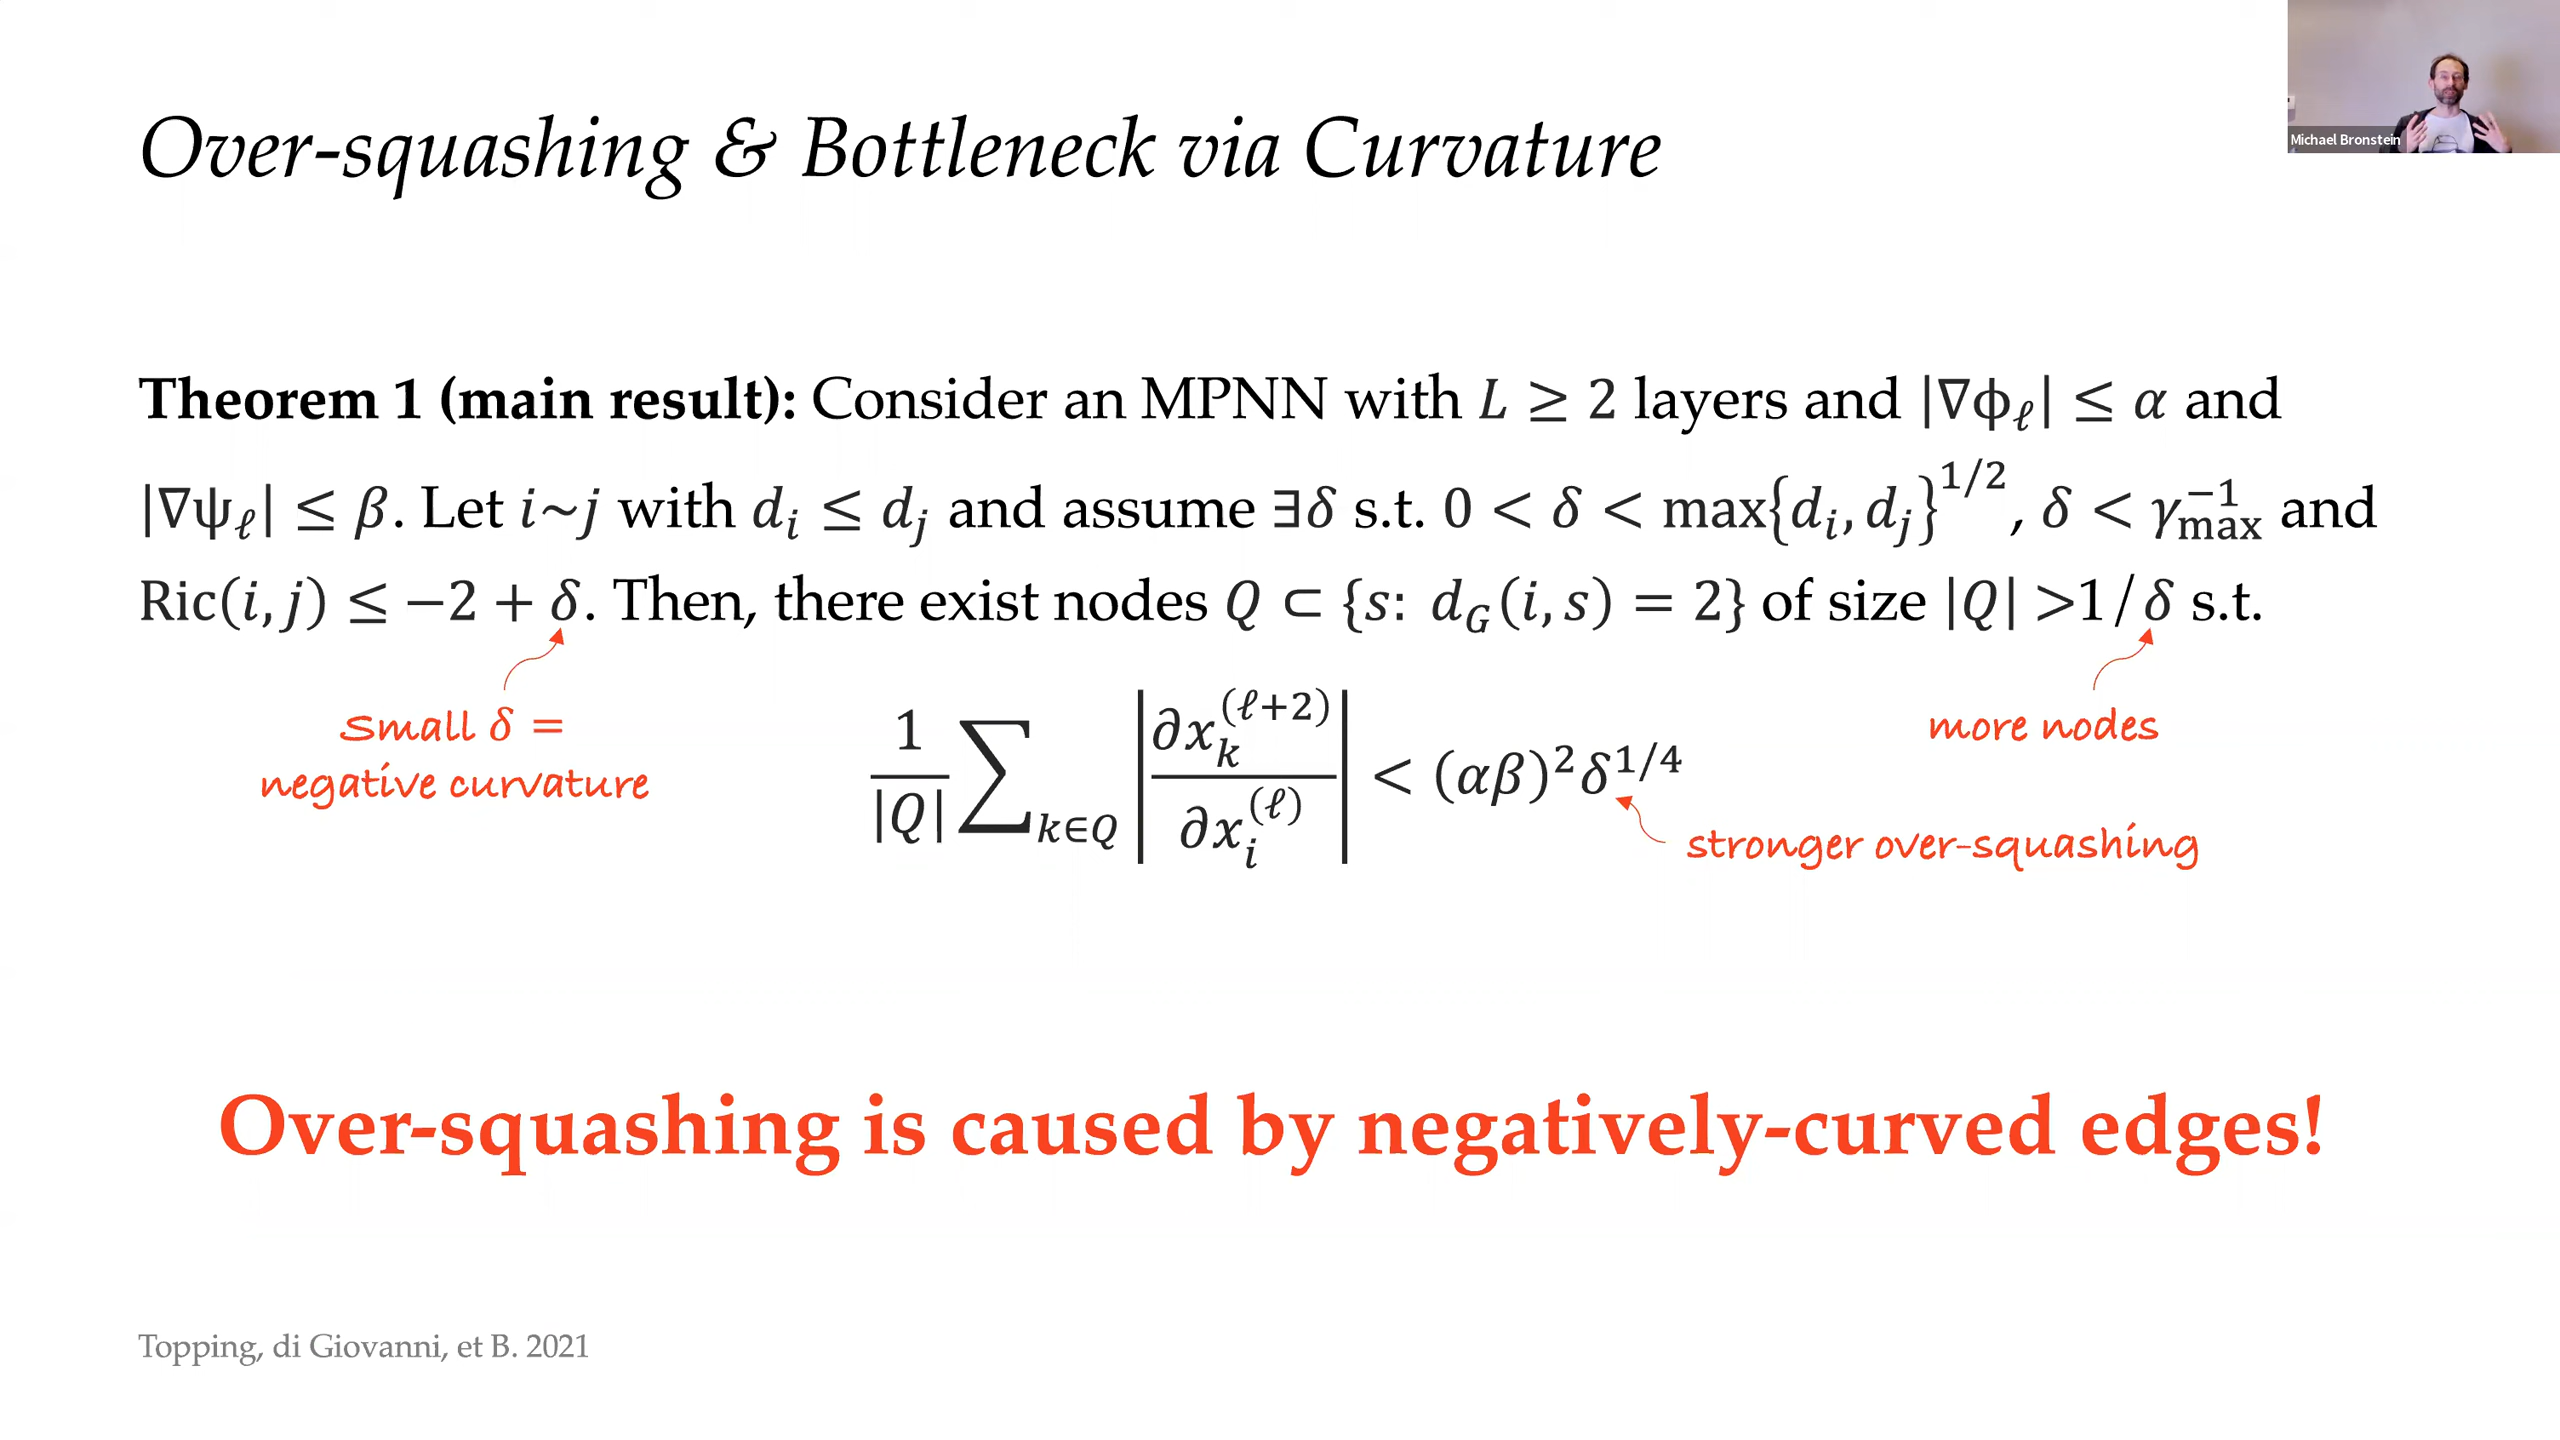 Over-squashing & Bottleneck via Curvature
Michael Bronstein
Theorem 1 (main result): Consider an MPNN with L ≥ 2 layers and |∇ϕ_ℓ| ≤ α and
|∇ψ_ℓ| ≤ β. Let i~j with d_i ≤ d_j and assume ∃δ s.t. 0 < δ < max{d_i, d_j}^{1/2}, δ < γ_max^{−1} and
Ric(i, j) ≤ −2 + δ. Then, there exist nodes Q ⊂ {s: d_G(i, s) = 2} of size |Q| >1/δ s.t.
Small δ =
negative curvature
1/|Q| ∑_{k∈Q} |∂x_k^{(ℓ+2)}/∂x_i^{(ℓ)}| < (αβ)²δ^{1/4}
more nodes
stronger over-squashing
Over-squashing is caused by negatively-curved edges!
Topping, di Giovanni, et B. 2021